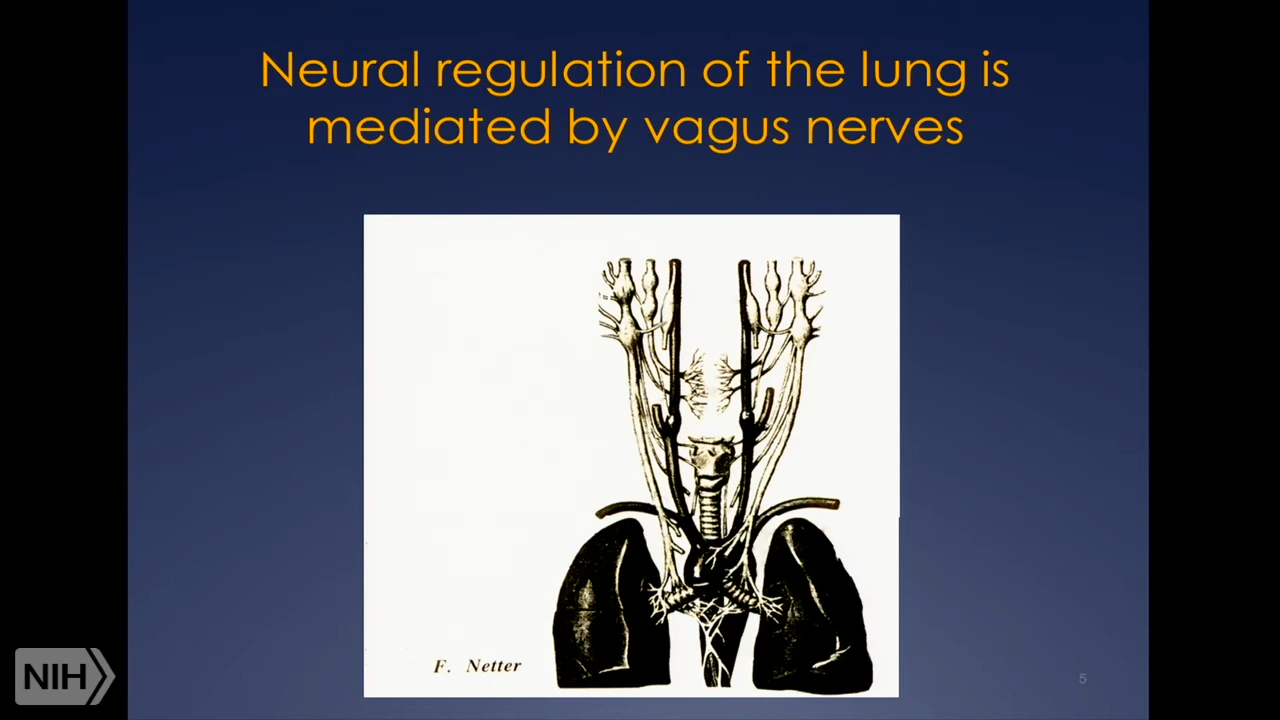 Neural regulation of the lung is
mediated by vagus nerves
F. Netter
NIH
5